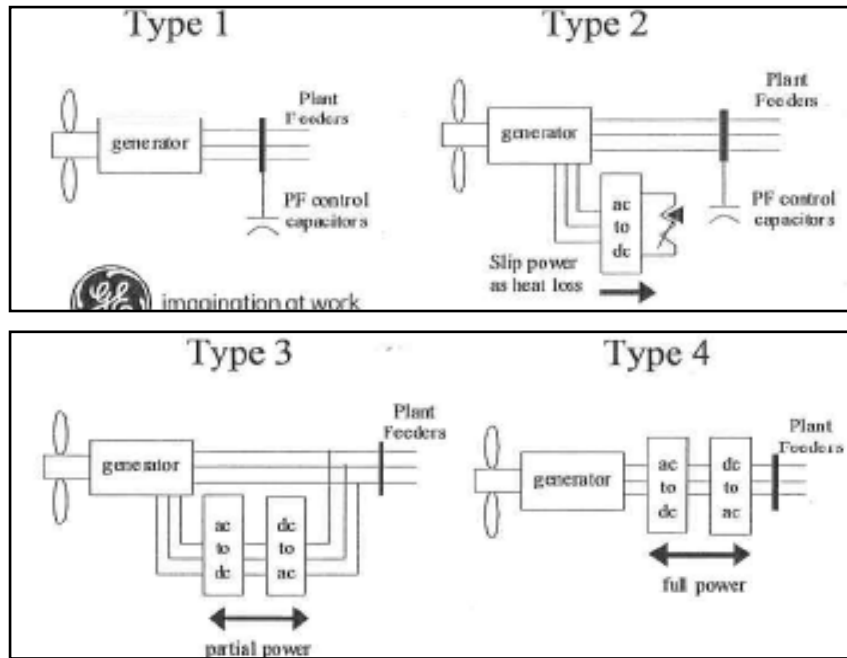 Type 1
Plant
Feeders
generator
PF control
capacitors
GE
imagination at work
Type 2
Plant
Feeders
generator
ac
to
dc
PF control
capacitors
Slip power
as heat loss
Type 3
Plant
Feeders
generator
ac
to
dc
dc
to
ac
partial power
Type 4
Plant
Feeders
generator
ac
to
dc
dc
to
ac
full power